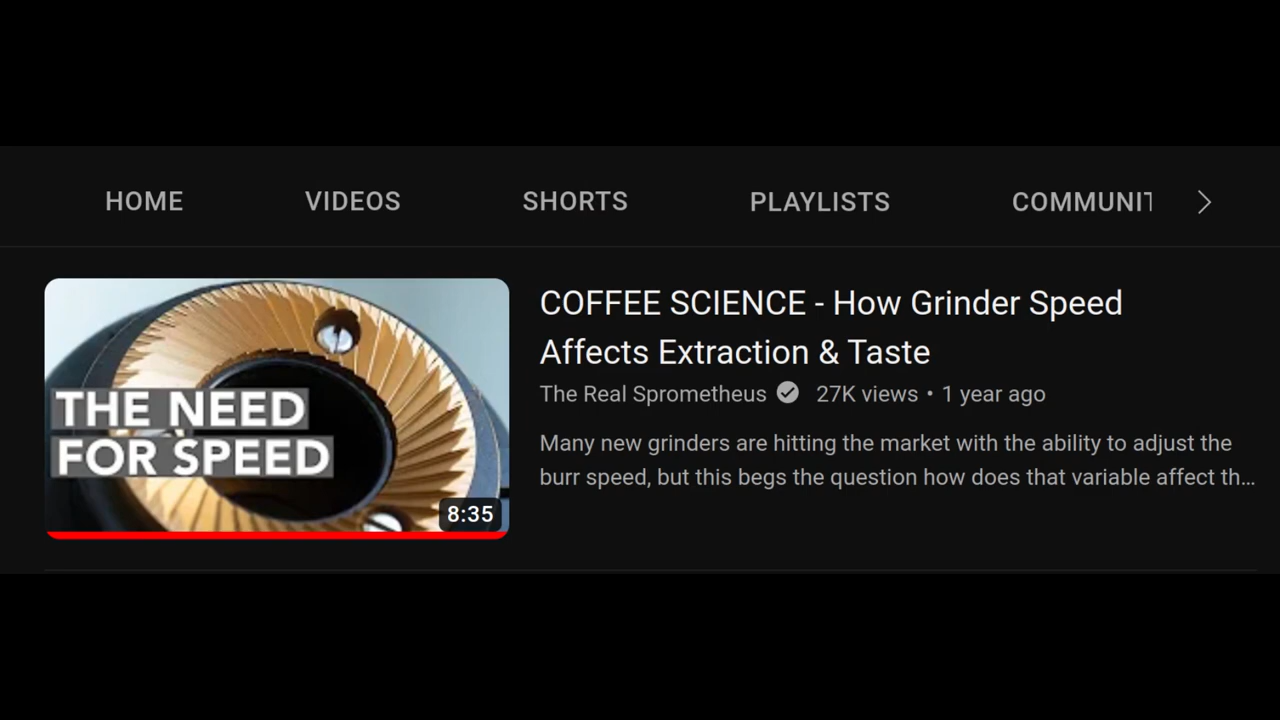 HOME VIDEOS SHORTS PLAYLISTS COMMUNIT
THE NEED
FOR SPEED
8:35
COFFEE SCIENCE - How Grinder Speed
Affects Extraction & Taste
The Real Sprometheus 27K views • 1 year ago
Many new grinders are hitting the market with the ability to adjust the
burr speed, but this begs the question how does that variable affect th...